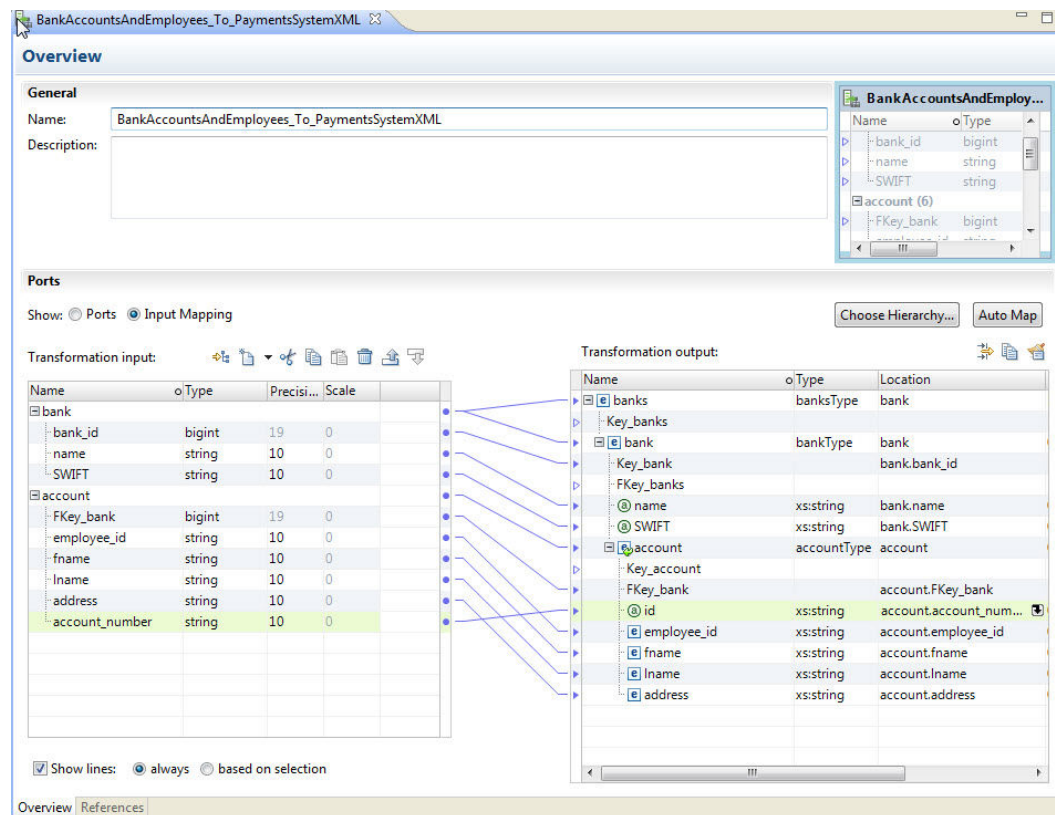 BankAccountsAndEmployees_To_PaymentsSystemXML
Overview
General
Name: BankAccountsAndEmployees_To_PaymentsSystemXML
Description:
BankAccountsAndEmploy...
Name Type
bank_id bigint
name string
SWIFT string
account (6)
FKey_bank bigint
Ports
Show: Ports Input Mapping
Choose Hierarchy... Auto Map
Transformation input:
Name Type Precisi... Scale
bank
bank_id bigint 19 0
name string 10 0
SWIFT string 10 0
account
FKey_bank bigint 19 0
employee_id string 10 0
fname string 10 0
lname string 10 0
address string 10 0
account_number string 10 0
Show lines: always based on selection
Transformation output:
Name Type Location
banks banksType bank
Key_banks
bank bankType bank
Key_bank bank.bank_id
FKey_banks
name xs:string bank.name
SWIFT xs:string bank.SWIFT
account accountType account
Key_account
FKey_bank account.FKey_bank
id xs:string account.account_num...
employee_id xs:string account.employee_id
fname xs:string account.fname
lname xs:string account.lname
address xs:string account.address
Overview References